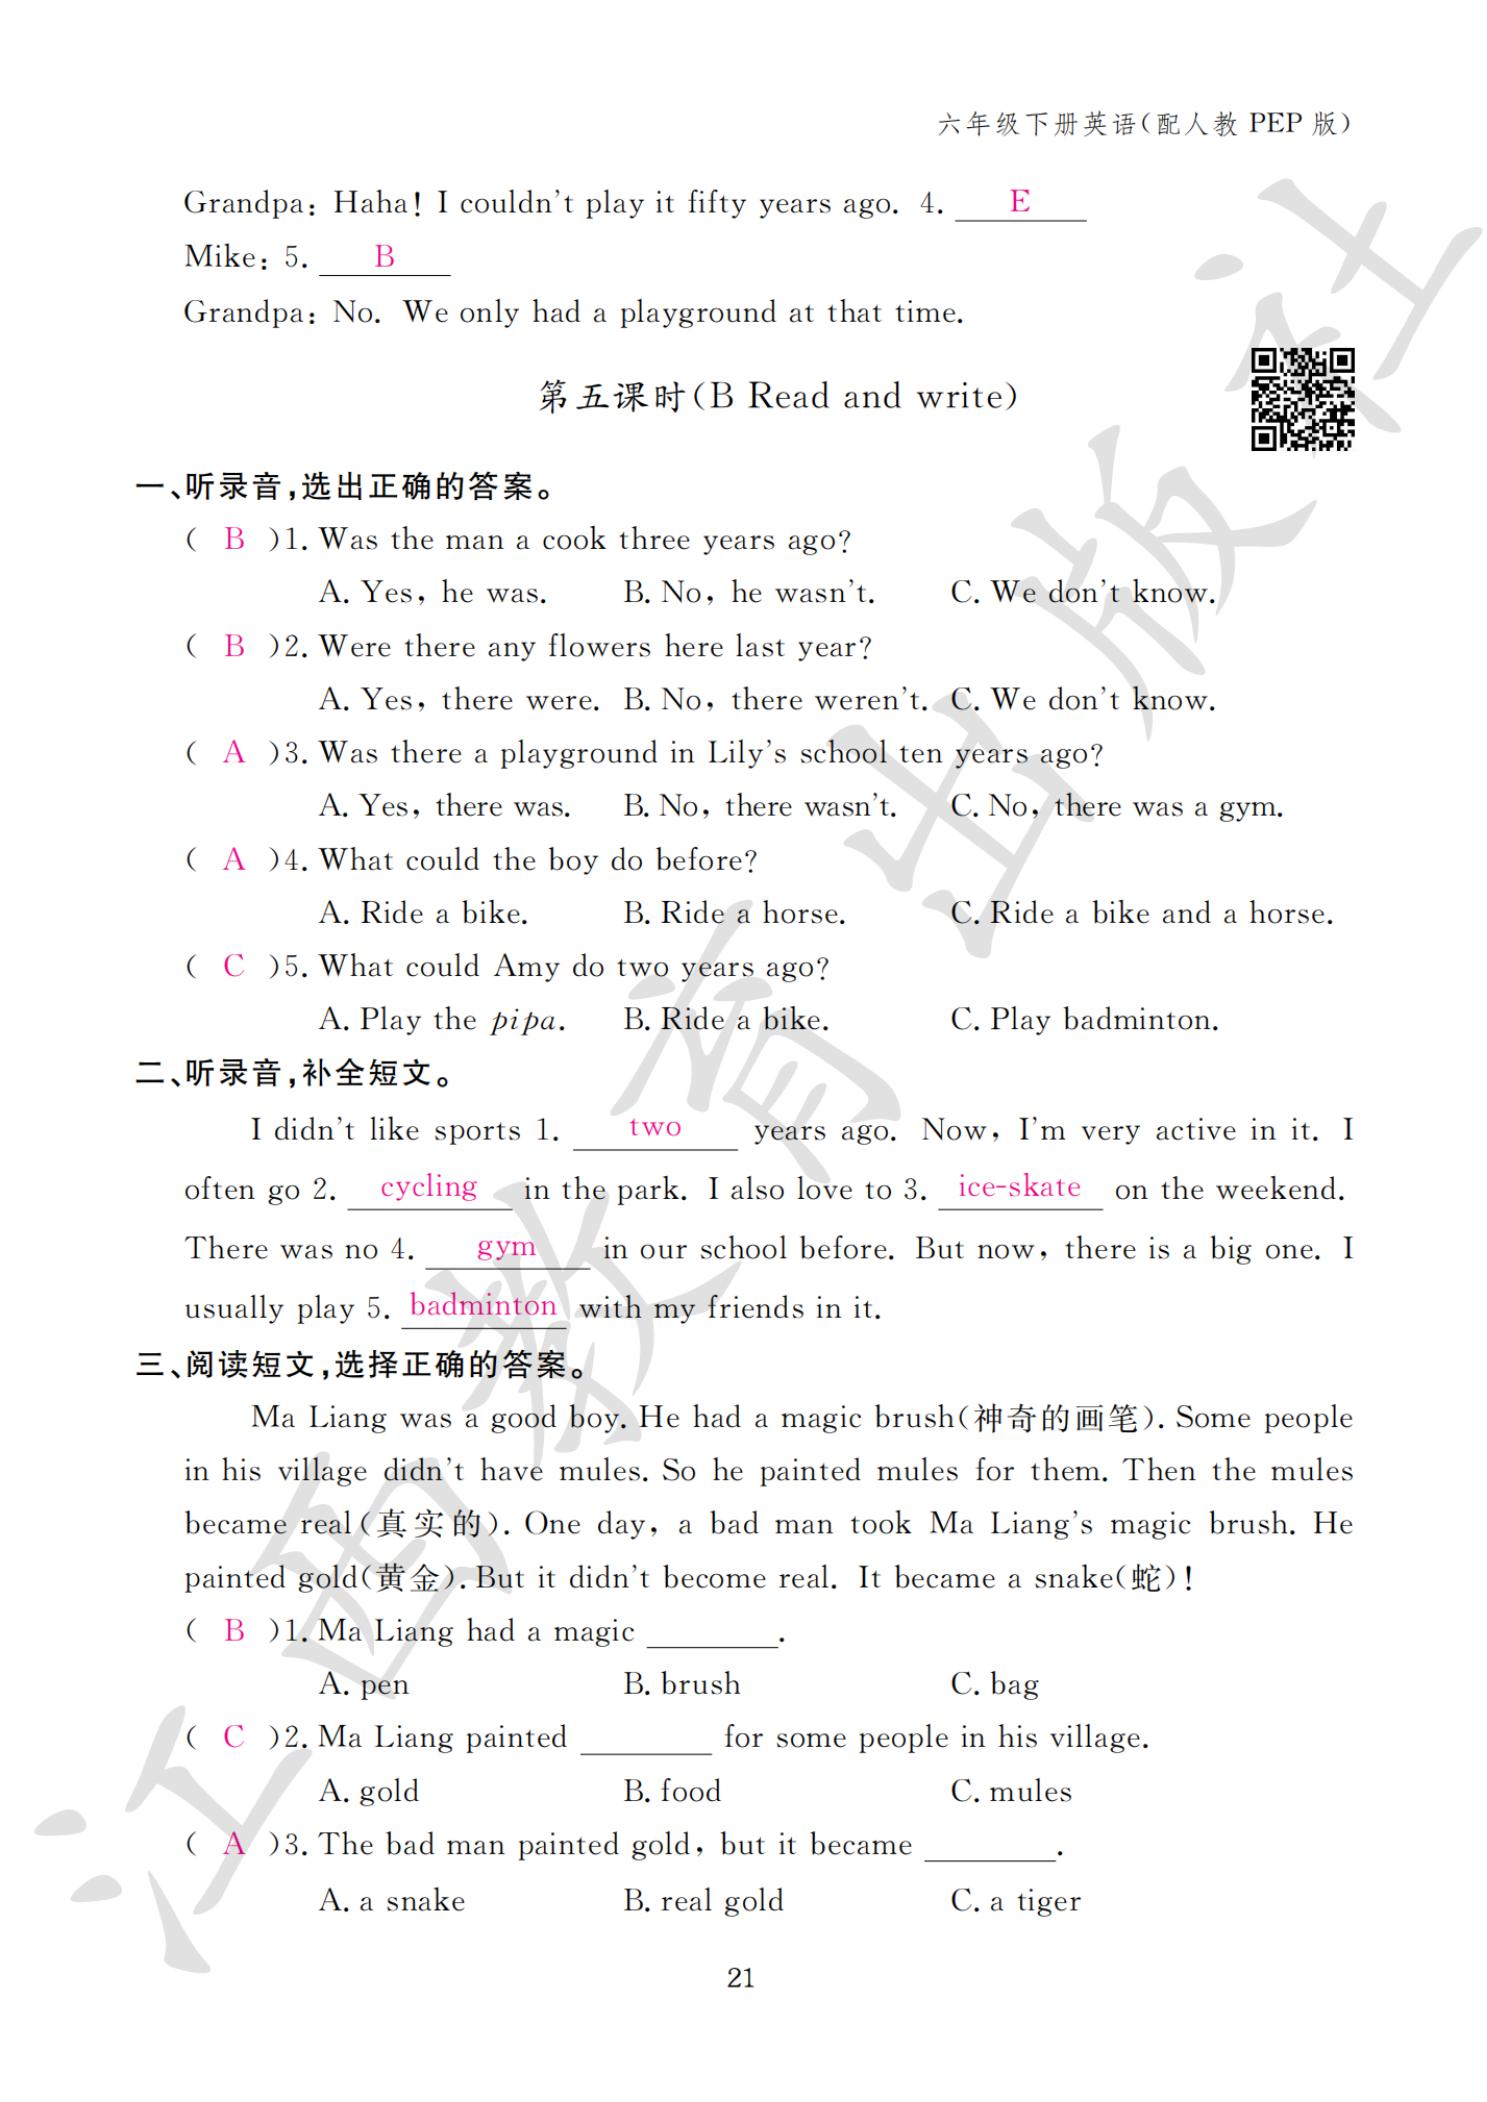 六年级下册英语(配人教 PEP 版)
Grandpa: Haha! I couldn't play it fifty years ago. 4. E
Mike: 5. B
Grandpa: No. We only had a playground at that time.
第五课时(B Read and write)
一、听录音,选出正确的答案。
( B )1. Was the man a cook three years ago?
A. Yes, he was. B. No, he wasn't. C. We don't know.
( B )2. Were there any flowers here last year?
A. Yes, there were. B. No, there weren't. C. We don't know.
( A )3. Was there a playground in Lily's school ten years ago?
A. Yes, there was. B. No, there wasn't. C. No, there was a gym.
( A )4. What could the boy do before?
A. Ride a bike. B. Ride a horse. C. Ride a bike and a horse.
( C )5. What could Amy do two years ago?
A. Play the pipa. B. Ride a bike. C. Play badminton.
二、听录音,补全短文。
I didn't like sports 1. two years ago. Now, I'm very active in it. I
often go 2. cycling in the park. I also love to 3. ice-skate on the weekend.
There was no 4. gym in our school before. But now, there is a big one. I
usually play 5. badminton with my friends in it.
三、阅读短文,选择正确的答案。
Ma Liang was a good boy. He had a magic brush(神奇的画笔). Some people
in his village didn't have mules. So he painted mules for them. Then the mules
became real(真实的). One day, a bad man took Ma Liang's magic brush. He
painted gold(黄金). But it didn't become real. It became a snake(蛇)!
( B )1. Ma Liang had a magic ________.
A. pen B. brush C. bag
( C )2. Ma Liang painted ________ for some people in his village.
A. gold B. food C. mules
( A )3. The bad man painted gold, but it became ________.
A. a snake B. real gold C. a tiger
21
江西教育出版社